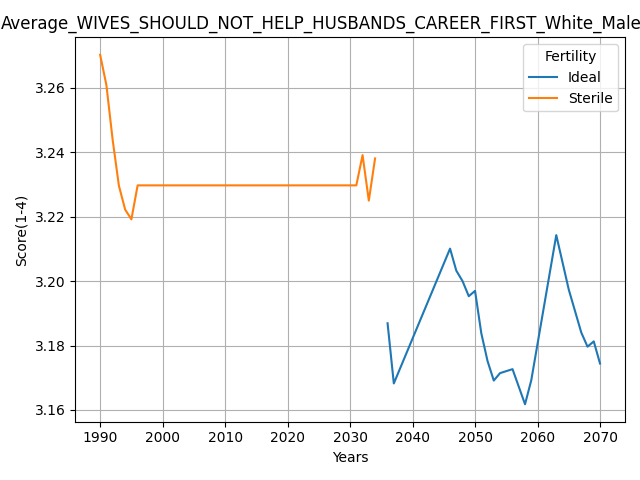 Average_WIVES_SHOULD_NOT_HELP_HUSBANDS_CAREER_FIRST_White_Male
Fertility
Ideal
Sterile
Score(1-4)
3.26
3.24
3.22
3.20
3.18
3.16
1990 2000 2010 2020 2030 2040 2050 2060 2070
Years